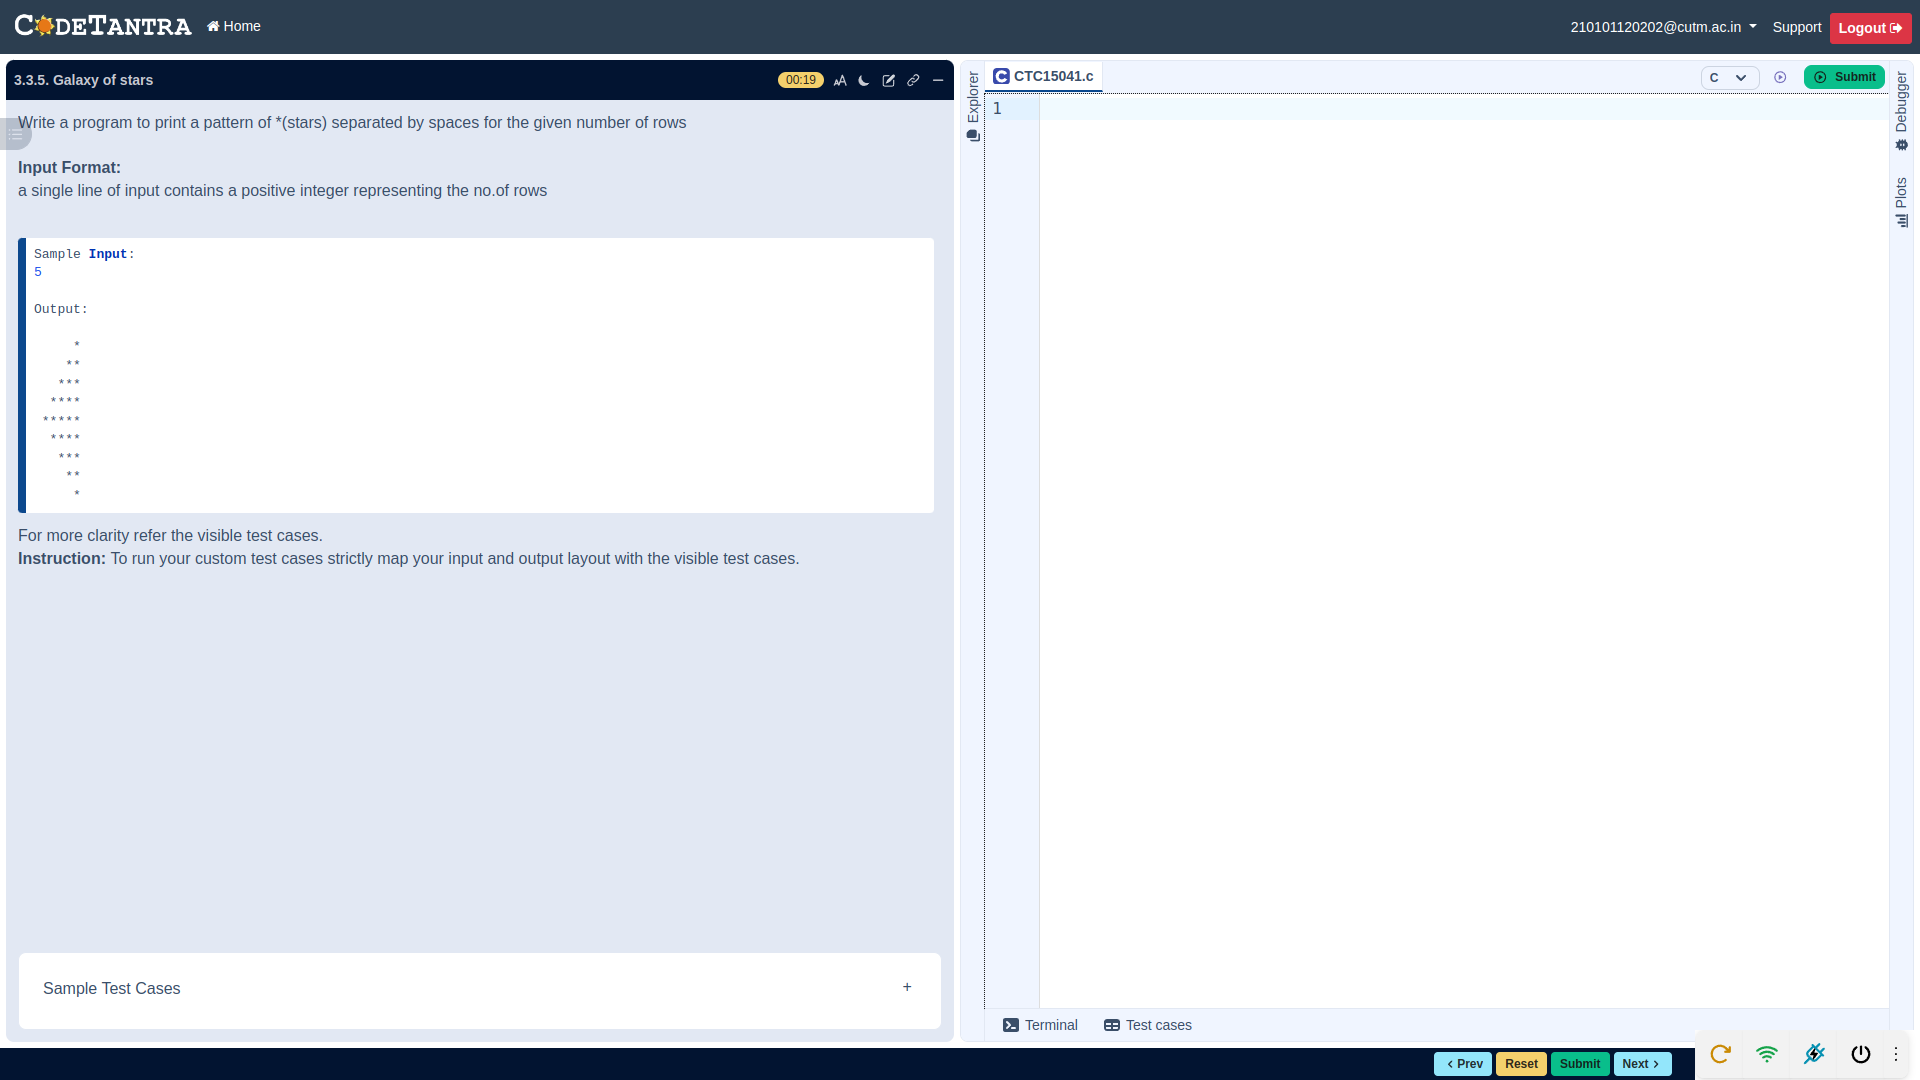 CODETANTRA
Home
210101120202@cutm.ac.in
Support
Logout
3.3.5. Galaxy of stars
00:19
Write a program to print a pattern of *(stars) separated by spaces for the given number of rows
Input Format:
a single line of input contains a positive integer representing the no.of rows
Sample Input:
5
Output:
     *
    **
   ***
  ****
 *****
  ****
   ***
    **
     *
For more clarity refer the visible test cases.
Instruction: To run your custom test cases strictly map your input and output layout with the visible test cases.
Sample Test Cases
+
Explorer
CTC15041.c
C
Submit
1
Debugger
Plots
Terminal
Test cases
Prev
Reset
Submit
Next